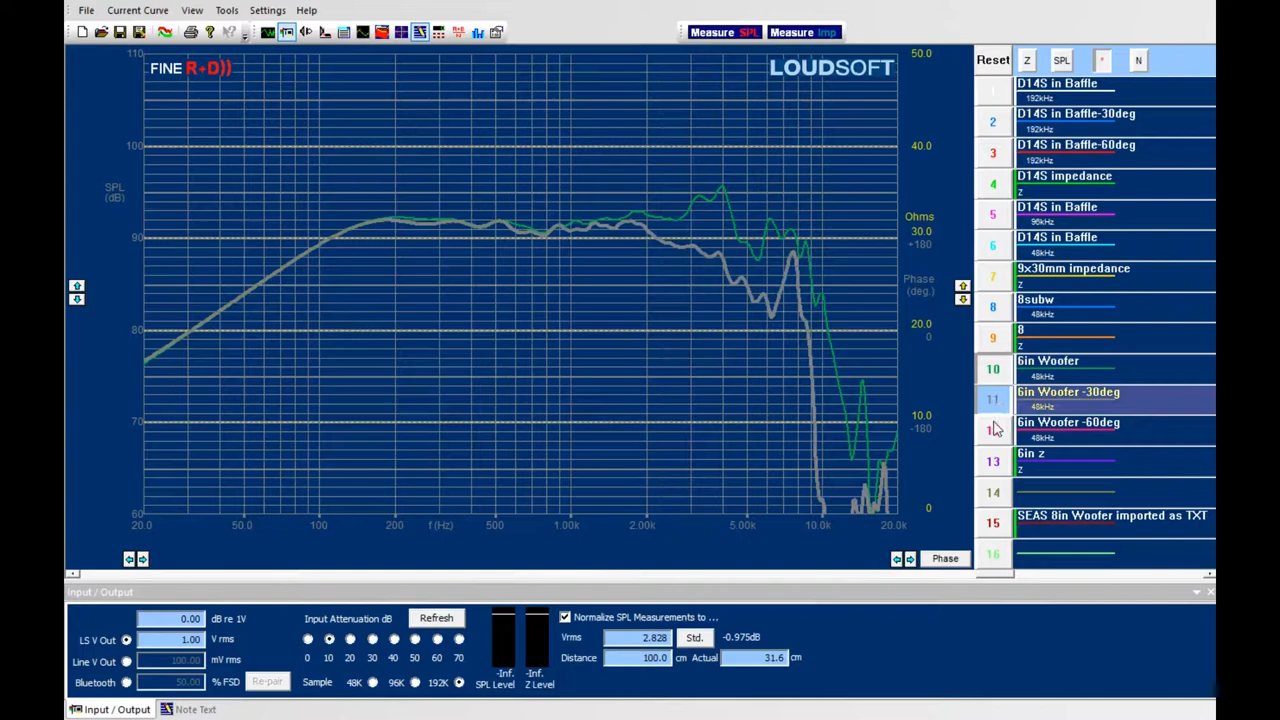 File Current Curve View Tools Settings Help
Measure SPL Measure Imp
FINE R+D))
LOUDSOFT
110
100
SPL
(dB)
90
80
70
60
20.0 50.0 100 200 f(Hz) 500 1.00k 2.00k 5.00k 10.0k 20.0k
50.0
40.0
Ohms
30.0
+180
Phase
(deg.)
20.0
0
10.0
-180
0
Phase
Reset Z SPL ° N
1 D14S in Baffle
192kHz
2 D14S in Baffle-30deg
192kHz
3 D14S in Baffle-60deg
192kHz
4 D14S impedance
z
5 D14S in Baffle
96kHz
6 D14S in Baffle
48kHz
7 9x30mm impedance
z
8 8subw
48kHz
9 8
z
10 6in Woofer
48kHz
11 6in Woofer -30deg
48kHz
6in Woofer -60deg
48kHz
13 6in z
z
14
15 SEAS 8in Woofer imported as TXT
16
Input / Output
0.00 dB re 1V
LS V Out 1.00 V rms
Line V Out 100.00 mV rms
Bluetooth 50.00 % FSD Re-pair
Input Attenuation dB Refresh
0 10 20 30 40 50 60 70
Sample 48K 96K 192K
-Inf. -Inf.
SPL Level Z Level
Normalize SPL Measurements to ...
Vrms 2.828 Std. -0.975dB
Distance 100.0 cm Actual 31.6 cm
Input / Output Note Text